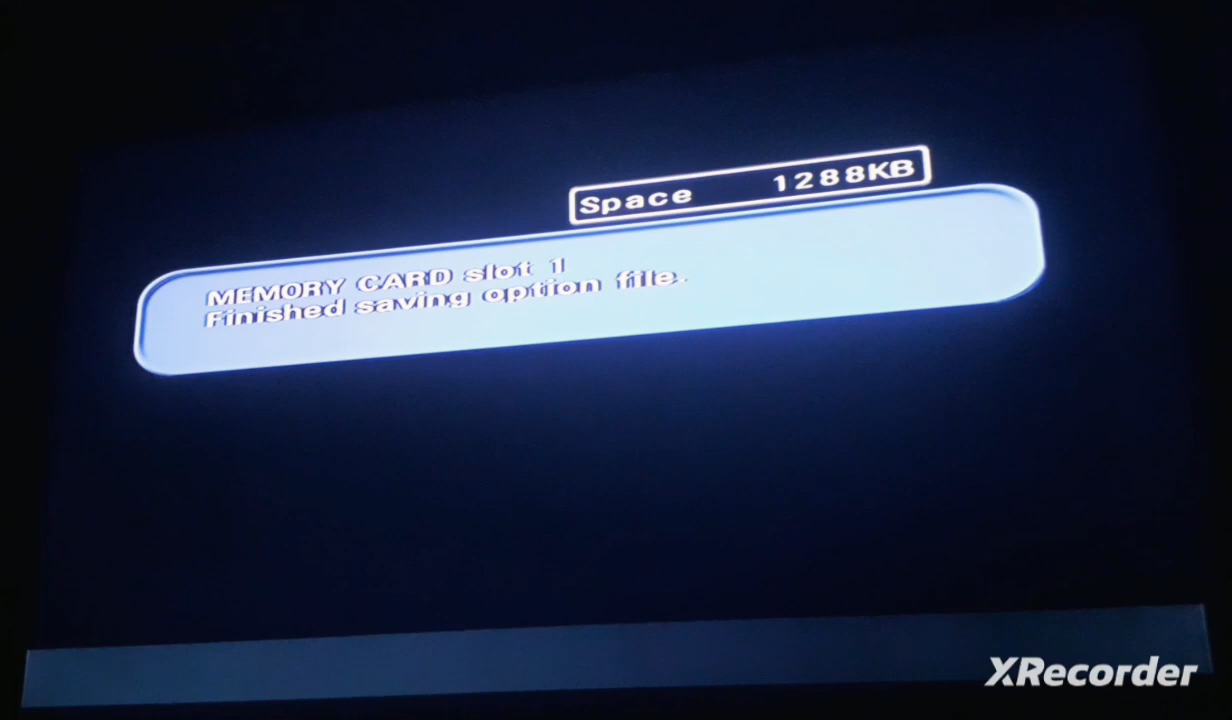 Space 1288KB
MEMORY CARD slot 1
Finished saving option file.
XRecorder